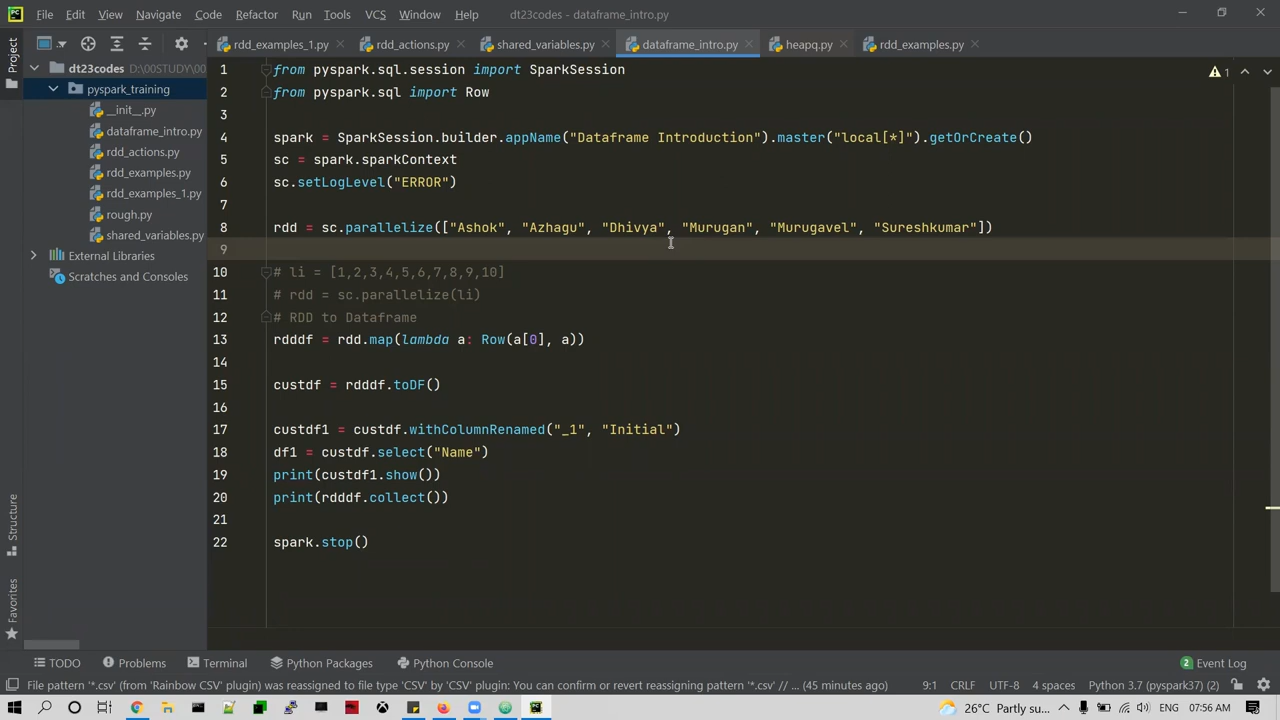 PC File Edit View Navigate Code Refactor Run Tools VCS Window Help dt23codes - dataframe_intro.py
rdd_examples_1.py rdd_actions.py shared_variables.py dataframe_intro.py heapq.py rdd_examples.py
Project
dt23codes D:\00STUDY\00
pyspark_training
__init__.py
dataframe_intro.py
rdd_actions.py
rdd_examples.py
rdd_examples_1.py
rough.py
shared_variables.py
External Libraries
Scratches and Consoles
1 from pyspark.sql.session import SparkSession
2 from pyspark.sql import Row
3
4 spark = SparkSession.builder.appName("Dataframe Introduction").master("local[*]").getOrCreate()
5 sc = spark.sparkContext
6 sc.setLogLevel("ERROR")
7
8 rdd = sc.parallelize(["Ashok", "Azhagu", "Dhivya", "Murugan", "Murugavel", "Sureshkumar"])
9
10 # li = [1,2,3,4,5,6,7,8,9,10]
11 # rdd = sc.parallelize(li)
12 # RDD to Dataframe
13 rdddf = rdd.map(lambda a: Row(a[0], a))
14
15 custdf = rdddf.toDF()
16
17 custdf1 = custdf.withColumnRenamed("_1", "Initial")
18 df1 = custdf.select("Name")
19 print(custdf1.show())
20 print(rdddf.collect())
21
22 spark.stop()
1
Structure
Favorites
TODO Problems Terminal Python Packages Python Console 2 Event Log
File pattern '*.csv' (from 'Rainbow CSV' plugin) was reassigned to file type 'CSV' by 'CSV' plugin: You can confirm or revert reassigning pattern '*.csv' // ... (45 minutes ago) 9:1 CRLF UTF-8 4 spaces Python 3.7 (pyspark37) (2)
26°C Partly su... ENG 07:56 AM